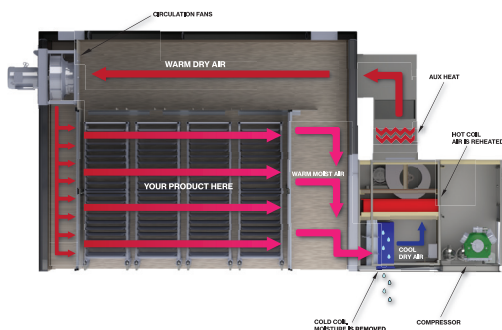 CIRCULATION FANS
WARM DRY AIR
AUX HEAT
HOT COIL
AIR IS REHEATED
YOUR PRODUCT HERE
WARM MOIST AIR
COOL
DRY AIR
COLD COIL
MOISTURE IS REMOVED
COMPRESSOR